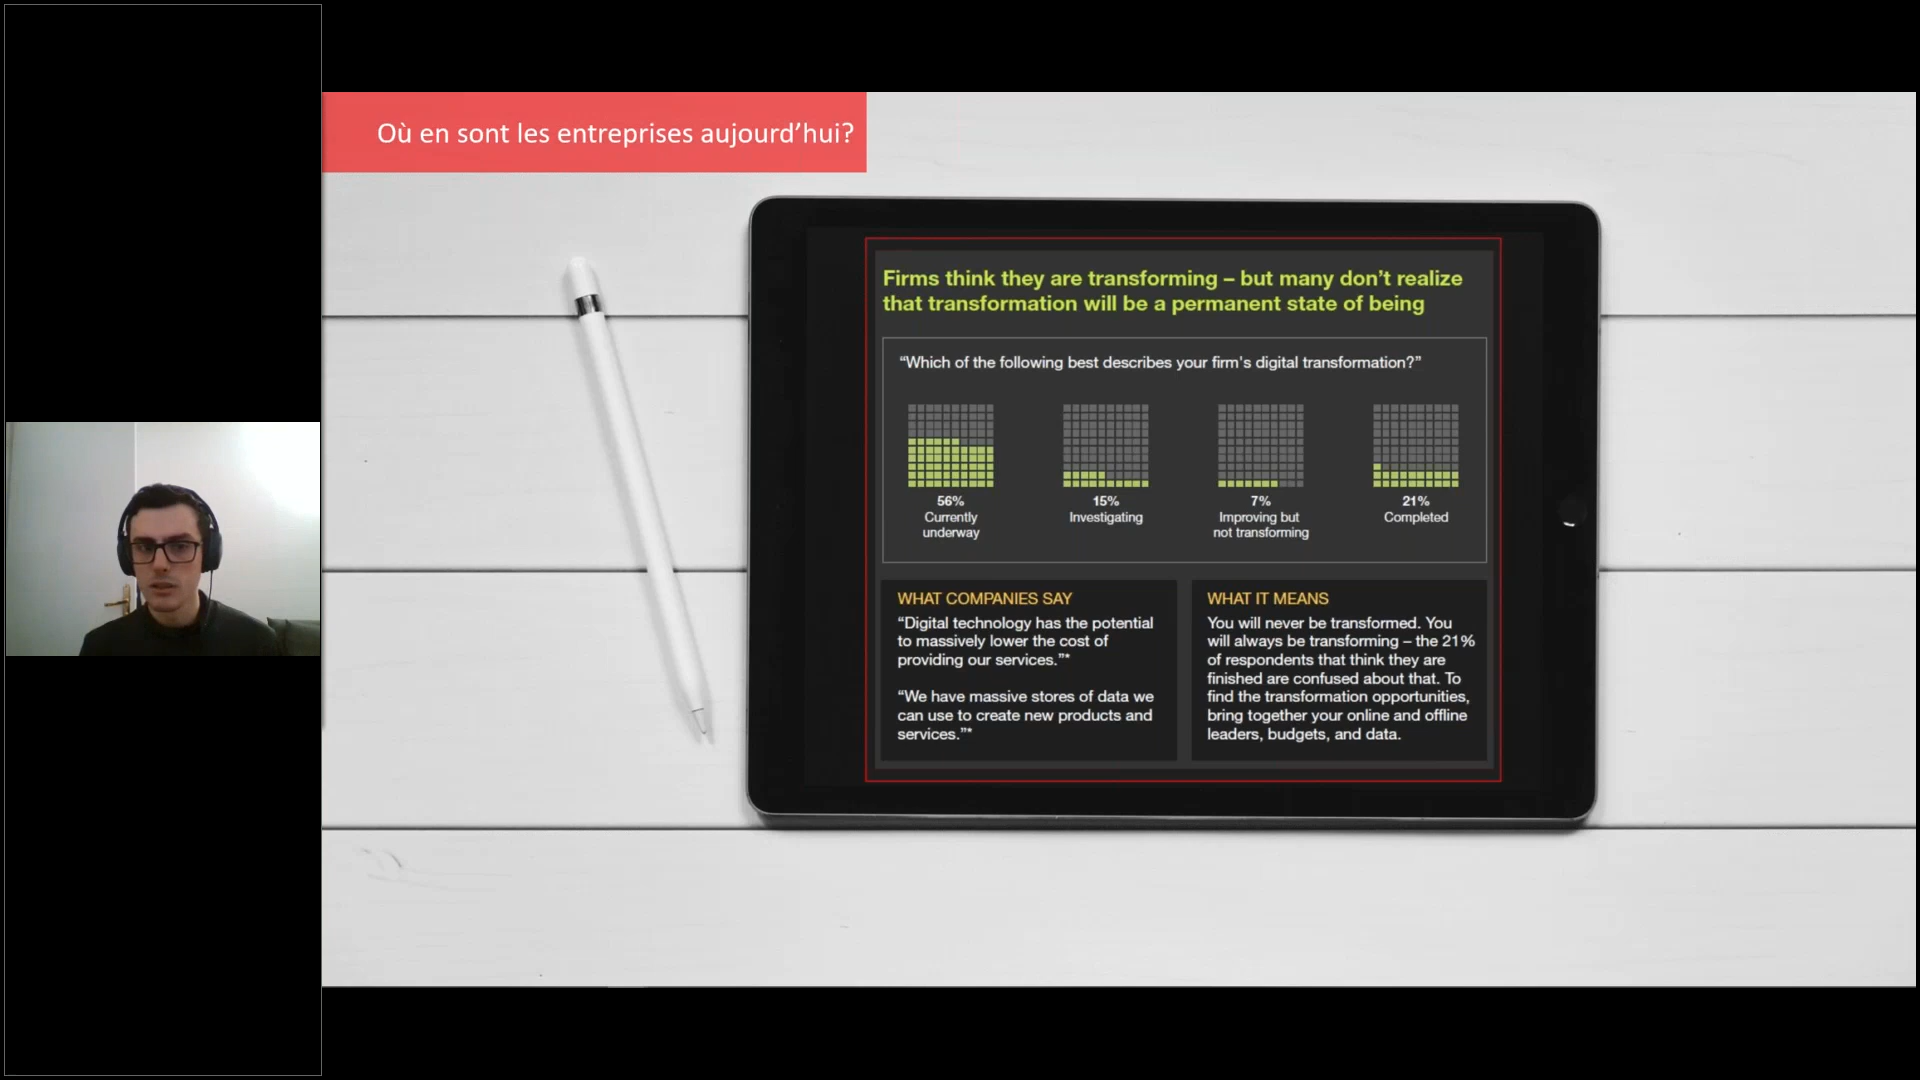 Où en sont les entreprises aujourd’hui?
Firms think they are transforming – but many don’t realize
that transformation will be a permanent state of being
“Which of the following best describes your firm's digital transformation?”
56%
Currently
underway
15%
Investigating
7%
Improving but
not transforming
21%
Completed
WHAT COMPANIES SAY
“Digital technology has the potential
to massively lower the cost of
providing our services.”*
“We have massive stores of data we
can use to create new products and
services.”*
WHAT IT MEANS
You will never be transformed. You
will always be transforming – the 21%
of respondents that think they are
finished are confused about that. To
find the transformation opportunities,
bring together your online and offline
leaders, budgets, and data.